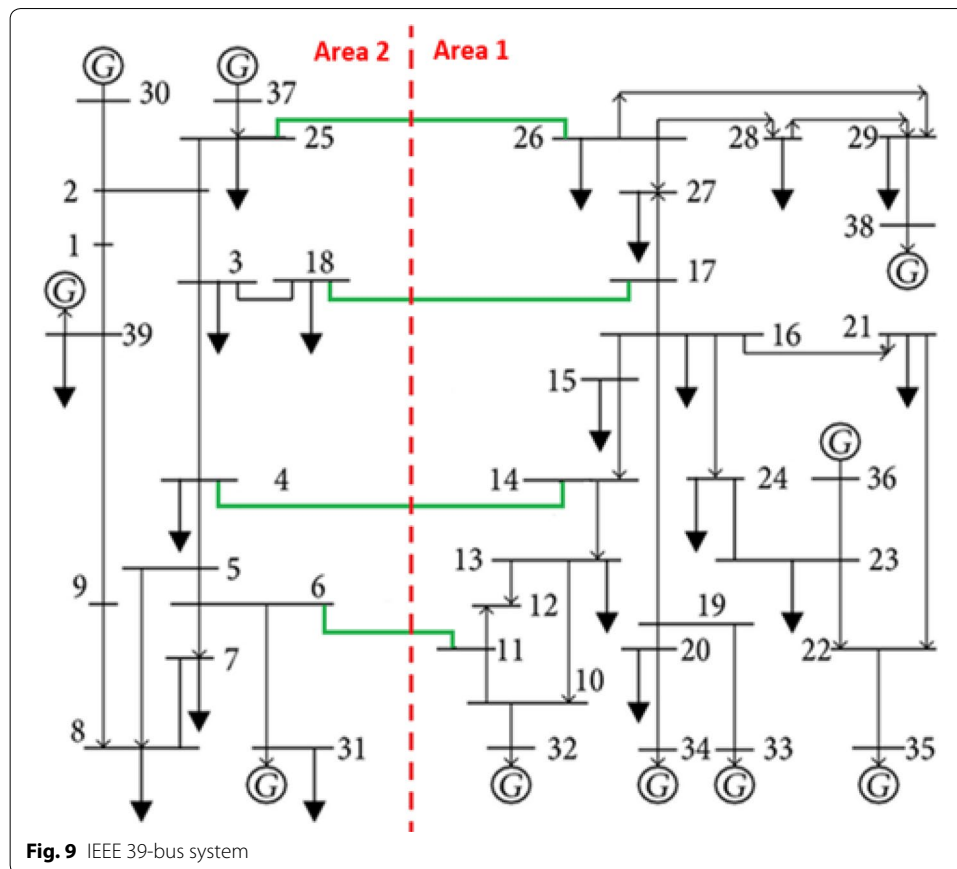 Area 2 Area 1
G G
30 37
25 26 28 29
2 27
1 38
3 18 17 G
G
39 16 21
15
G
4 14 24 36
5 13 23
9 6 12 19
7 11 20 22
10
8 31 32 34 33 35
G G G G G
Fig. 9 IEEE 39-bus system